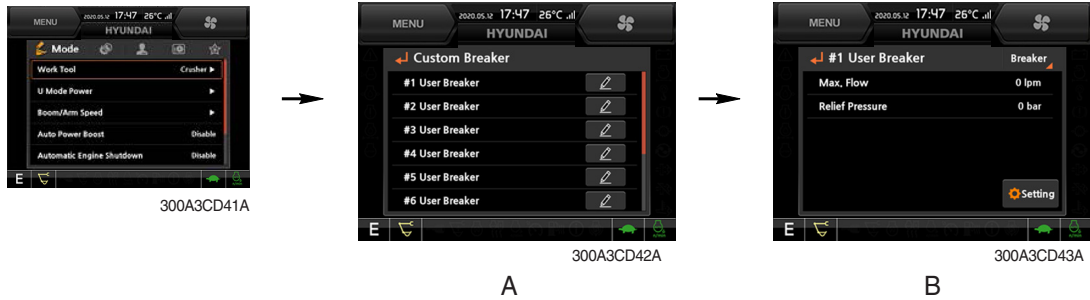 MENU 2020.05.12 17:47 26°C
HYUNDAI
Mode
Work Tool Crusher ▶
U Mode Power ▶
Boom/Arm Speed ▶
Auto Power Boost Disable
Automatic Engine Shutdown Disable
E
300A3CD41A
MENU 2020.05.12 17:47 26°C
HYUNDAI
Custom Breaker
#1 User Breaker
#2 User Breaker
#3 User Breaker
#4 User Breaker
#5 User Breaker
#6 User Breaker
E
300A3CD42A
A
MENU 2020.05.12 17:47 26°C
HYUNDAI
#1 User Breaker Breaker
Max, Flow 0 lpm
Relief Pressure 0 bar
Setting
E
300A3CD43A
B